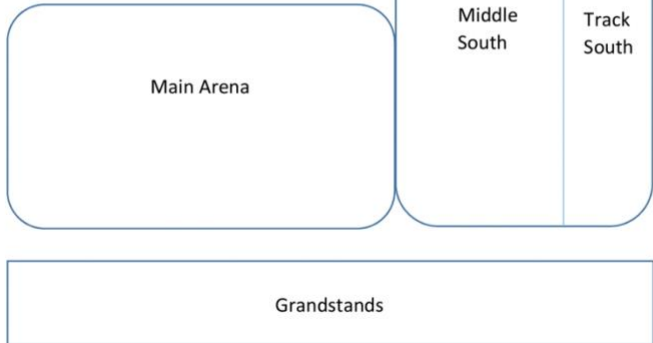 Middle
South
Track
South
Main Arena
Grandstands